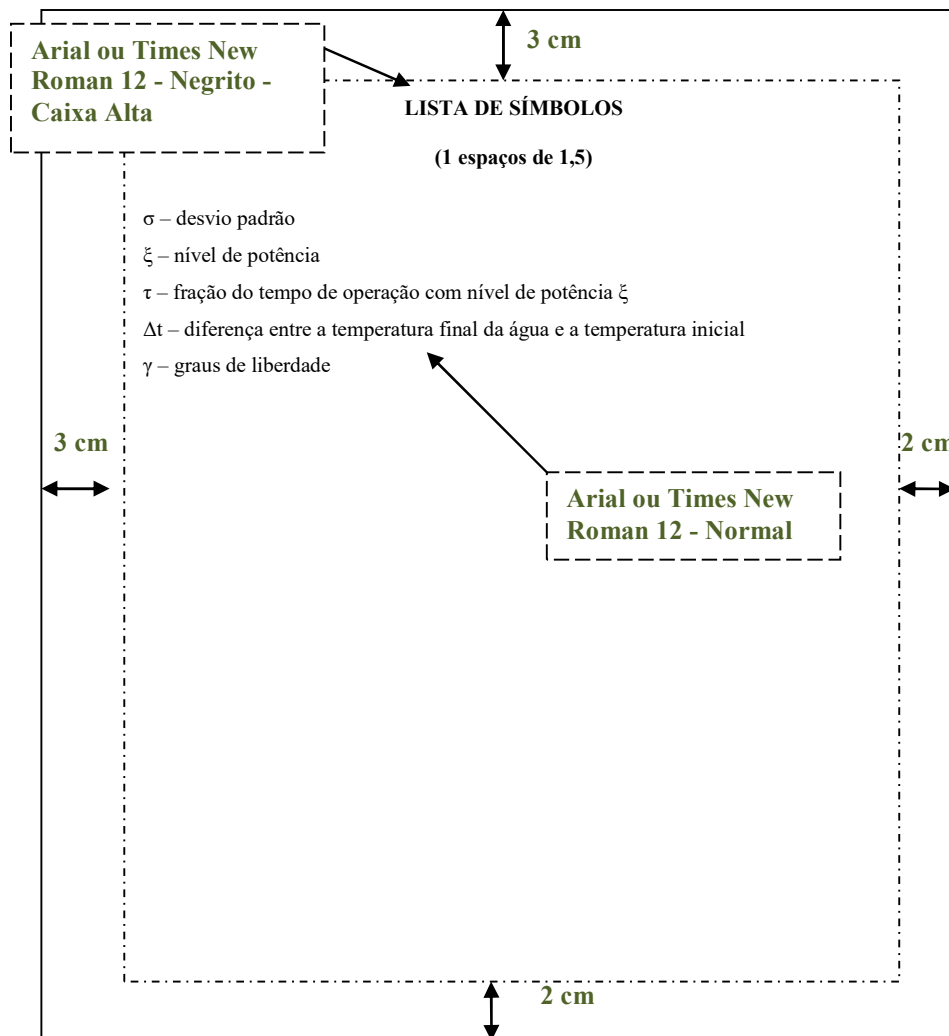 3 cm
Arial ou Times New
Roman 12 - Negrito -
Caixa Alta
LISTA DE SÍMBOLOS
(1 espaços de 1,5)
σ – desvio padrão
ξ – nível de potência
τ – fração do tempo de operação com nível de potência ξ
Δt – diferença entre a temperatura final da água e a temperatura inicial
γ – graus de liberdade
3 cm
2 cm
Arial ou Times New
Roman 12 - Normal
2 cm